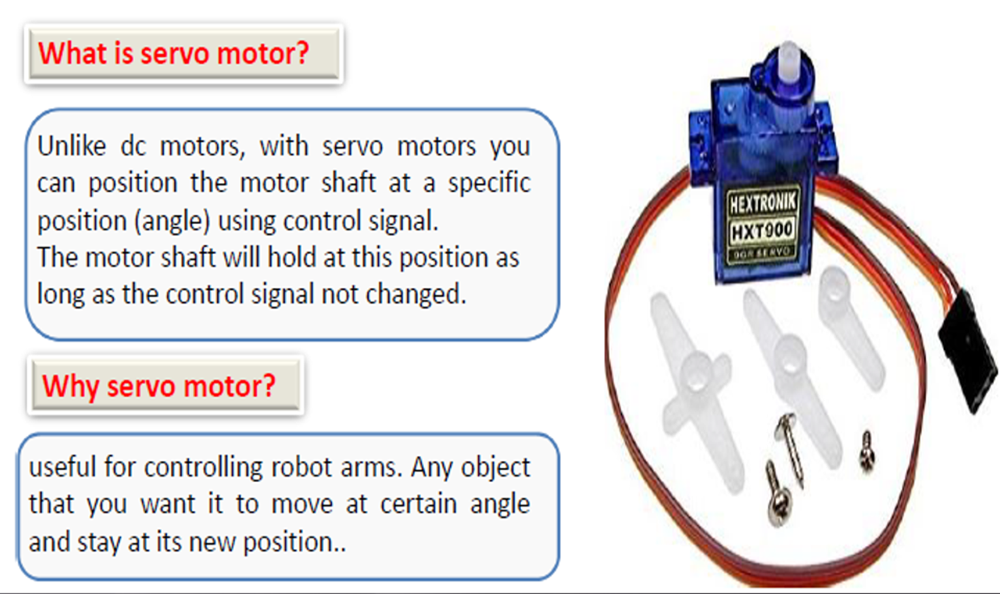 What is servo motor?
Unlike dc motors, with servo motors you
can position the motor shaft at a specific
position (angle) using control signal.
The motor shaft will hold at this position as
long as the control signal not changed.
Why servo motor?
useful for controlling robot arms. Any object
that you want it to move at certain angle
and stay at its new position..
HEXTRONIK
HXT900
9GR SERVO